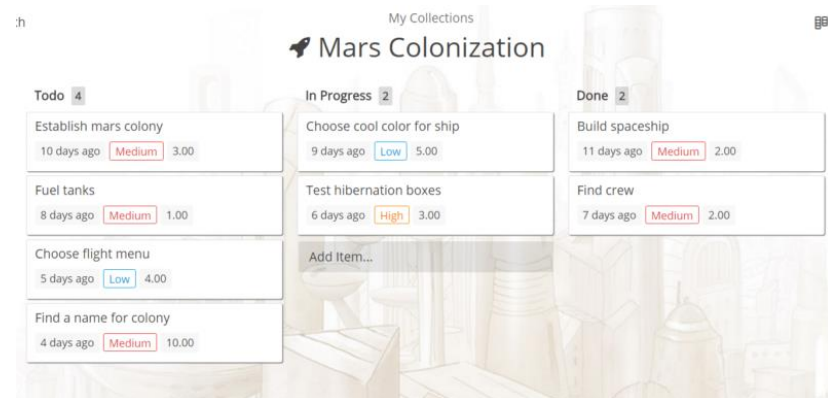 My Collections
Mars Colonization
Todo 4
Establish mars colony
10 days ago Medium 3.00
Fuel tanks
8 days ago Medium 1.00
Choose flight menu
5 days ago Low 4.00
Find a name for colony
4 days ago Medium 10.00
In Progress 2
Choose cool color for ship
9 days ago Low 5.00
Test hibernation boxes
6 days ago High 3.00
Add Item...
Done 2
Build spaceship
11 days ago Medium 2.00
Find crew
7 days ago Medium 2.00